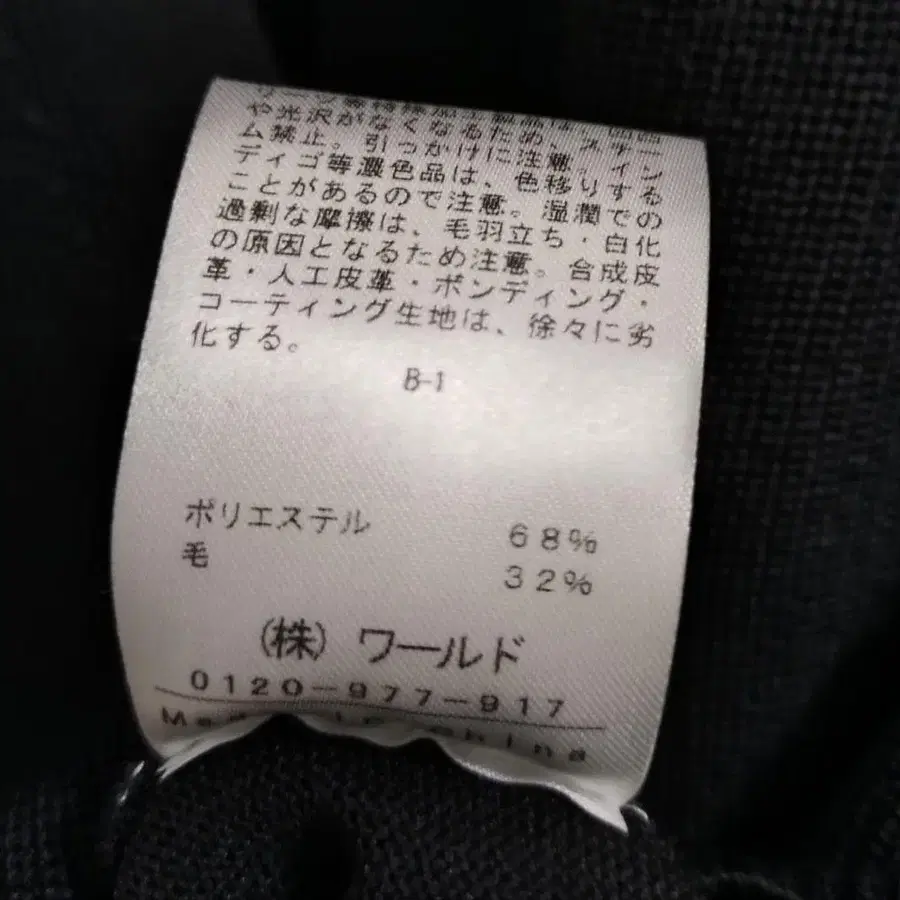 や光沢がなくなるため、スチー
ム禁止。引っかけに注意。イン
ディゴ等濃色品は、色移りする
ことがあるので注意。湿潤での
過剰な摩擦は、毛羽立ち・白化
の原因となるため注意。合成皮
革・人工皮革・ボンディング・
コーティング生地は、徐々に劣
化する。
B-1
ポリエステル 68%
毛 32%
(株) ワールド
0120-977-917
China